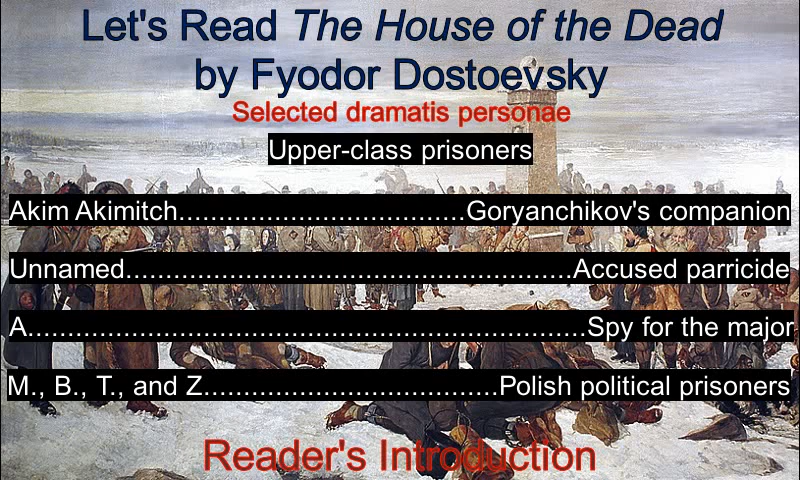 Let's Read The House of the Dead
by Fyodor Dostoevsky
Selected dramatis personae
Upper-class prisoners
Akim Akimitch....................................Goryanchikov's companion
Unnamed........................................................Accused parricide
A......................................................................Spy for the major
M., B., T., and Z.....................................Polish political prisoners
Reader's Introduction